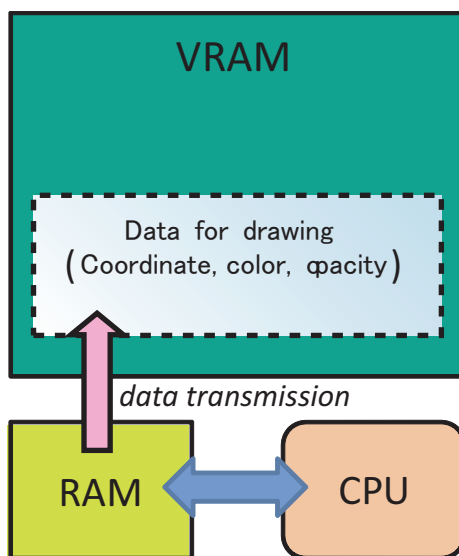 VRAM
Data for drawing
(Coordinate, color, opacity)
data transmission
RAM
CPU